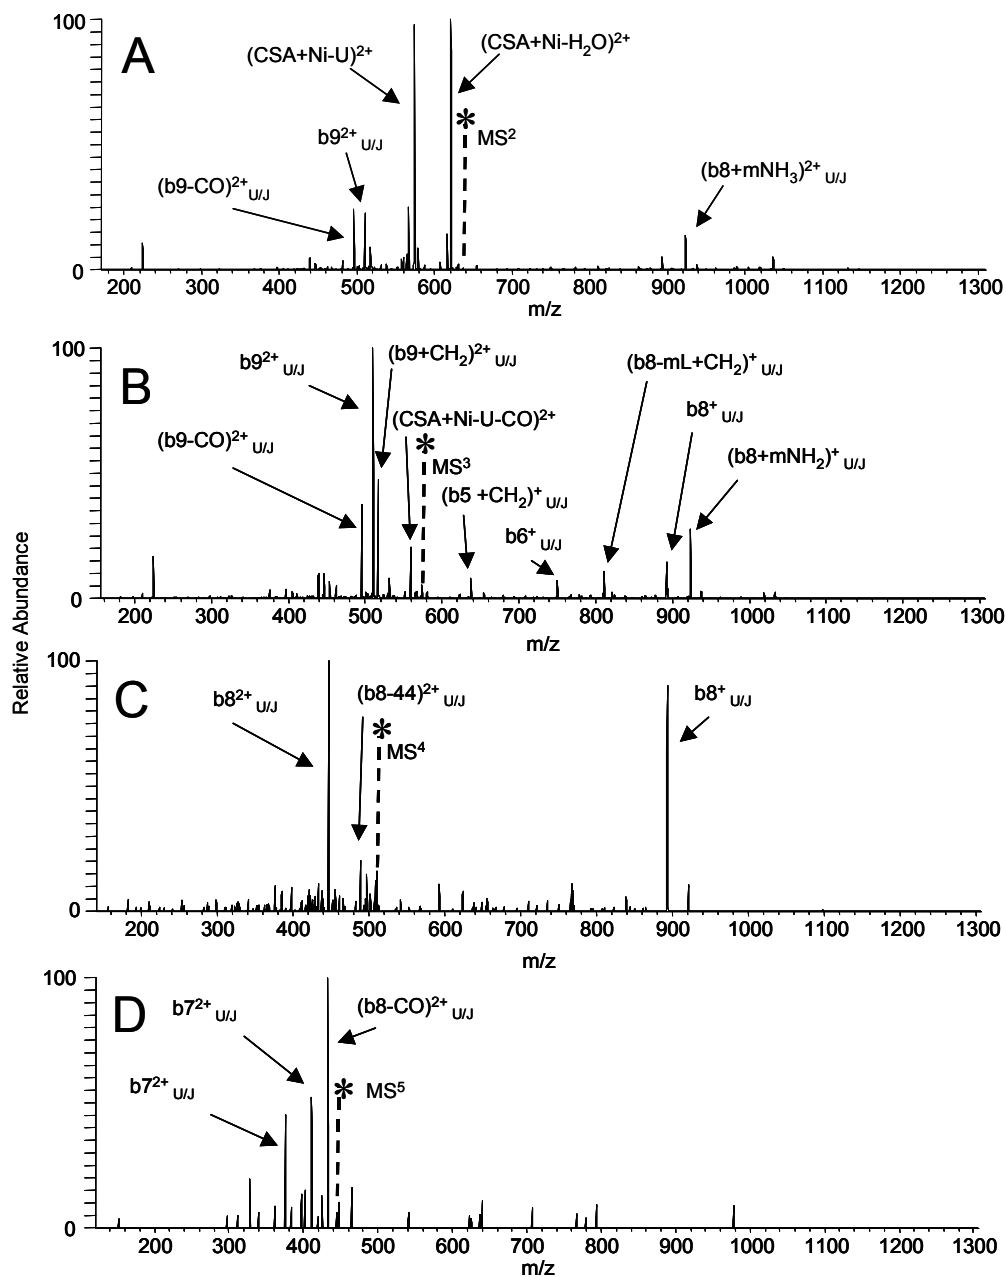 Relative Abundance
A
100
0
(CSA+Ni-U)²⁺
(CSA+Ni-H₂O)²⁺
* MS²
b9²⁺ U/J
(b9-CO)²⁺ U/J
(b8+mNH₃)²⁺ U/J
200 300 400 500 600 700 800 900 1000 1100 1200 1300
m/z
B
100
0
b9²⁺ U/J
(b9+CH₂)²⁺ U/J
(b8-mL+CH₂)⁺ U/J
(CSA+Ni-U-CO)²⁺
b8⁺ U/J
(b9-CO)²⁺ U/J
* MS³
(b8+mNH₂)⁺ U/J
(b5 +CH₂)⁺ U/J
b6⁺ U/J
200 300 400 500 600 700 800 900 1000 1100 1200 1300
m/z
C
100
0
b8²⁺ U/J
(b8-44)²⁺ U/J
b8⁺ U/J
* MS⁴
200 300 400 500 600 700 800 900 1000 1100 1200 1300
m/z
D
100
0
b7²⁺ U/J
(b8-CO)²⁺ U/J
b7²⁺ U/J
* MS⁵
200 300 400 500 600 700 800 900 1000 1100 1200 1300
m/z